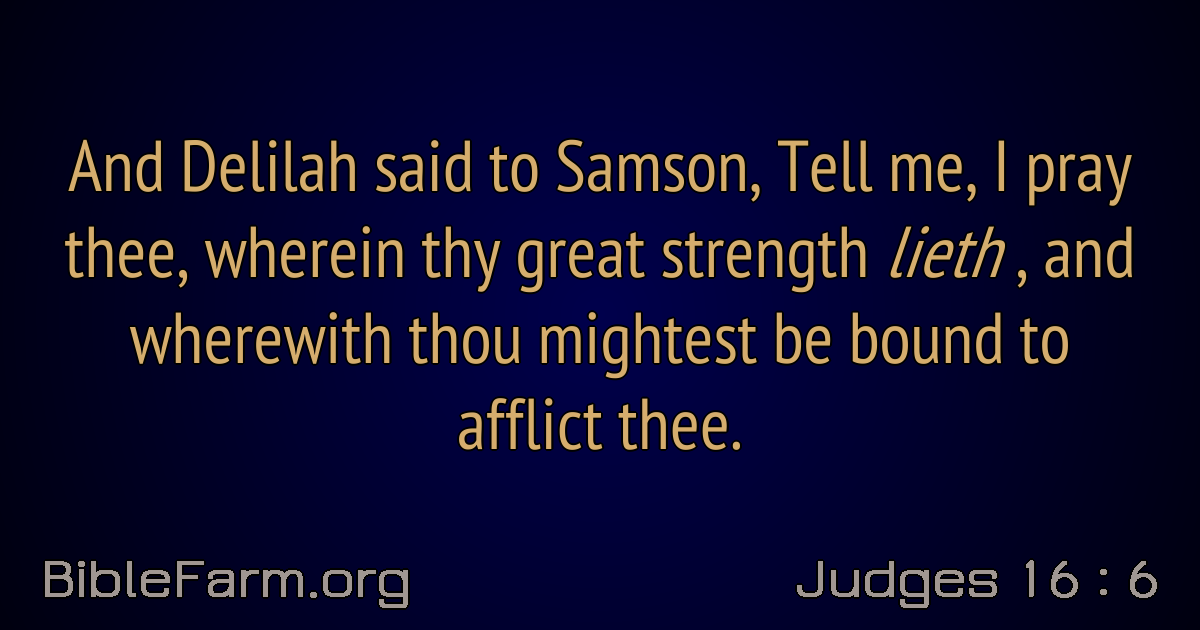 And Delilah said to Samson, Tell me, I pray
thee, wherein thy great strength lieth , and
wherewith thou mightest be bound to
afflict thee.
BibleFarm.org
Judges 16 : 6